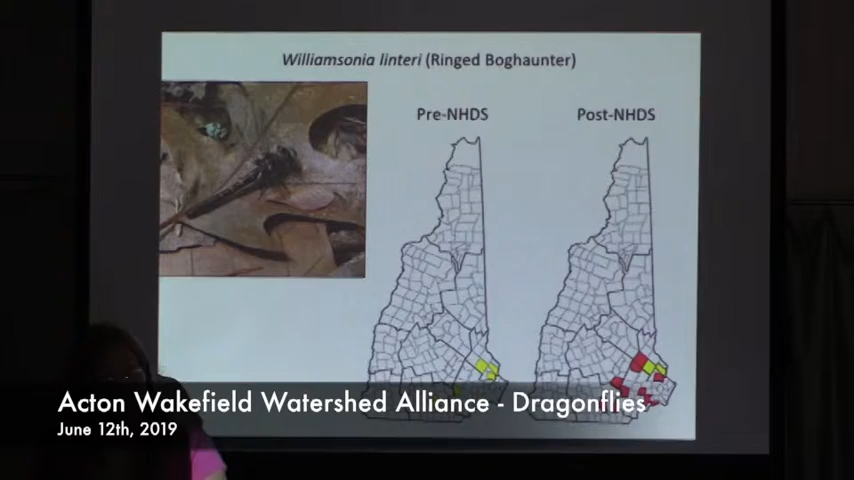 Williamsonia linteri (Ringed Boghaunter)
Pre-NHDS
Post-NHDS
Acton Wakefield Watershed Alliance - Dragonflies
June 12th, 2019